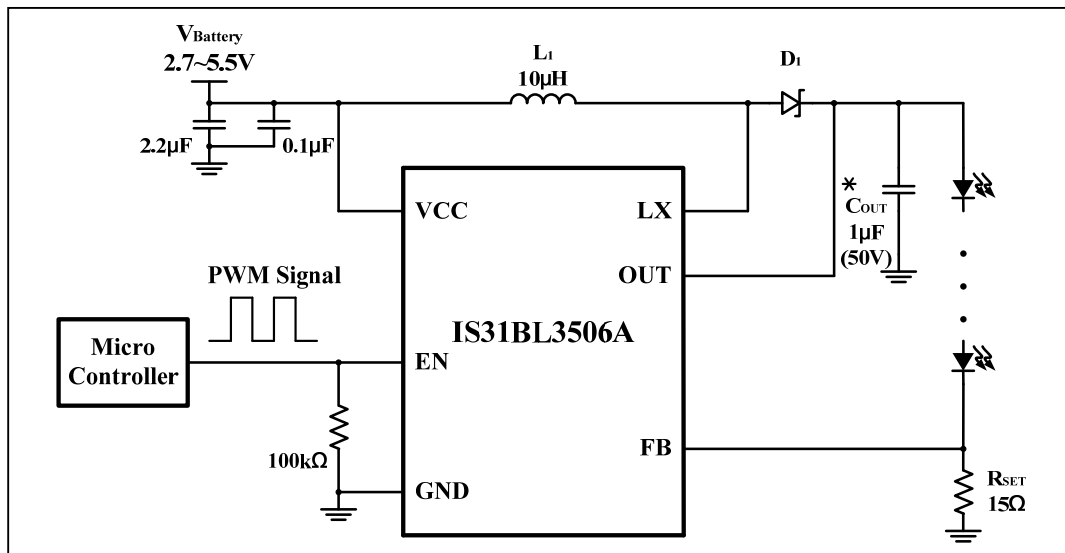 VBattery
2.7~5.5V
2.2µF
0.1µF
L1
10µH
D1
VCC
LX
*
COUT
1µF
(50V)
OUT
PWM Signal
IS31BL3506A
Micro
Controller
EN
100kΩ
GND
FB
RSET
15Ω